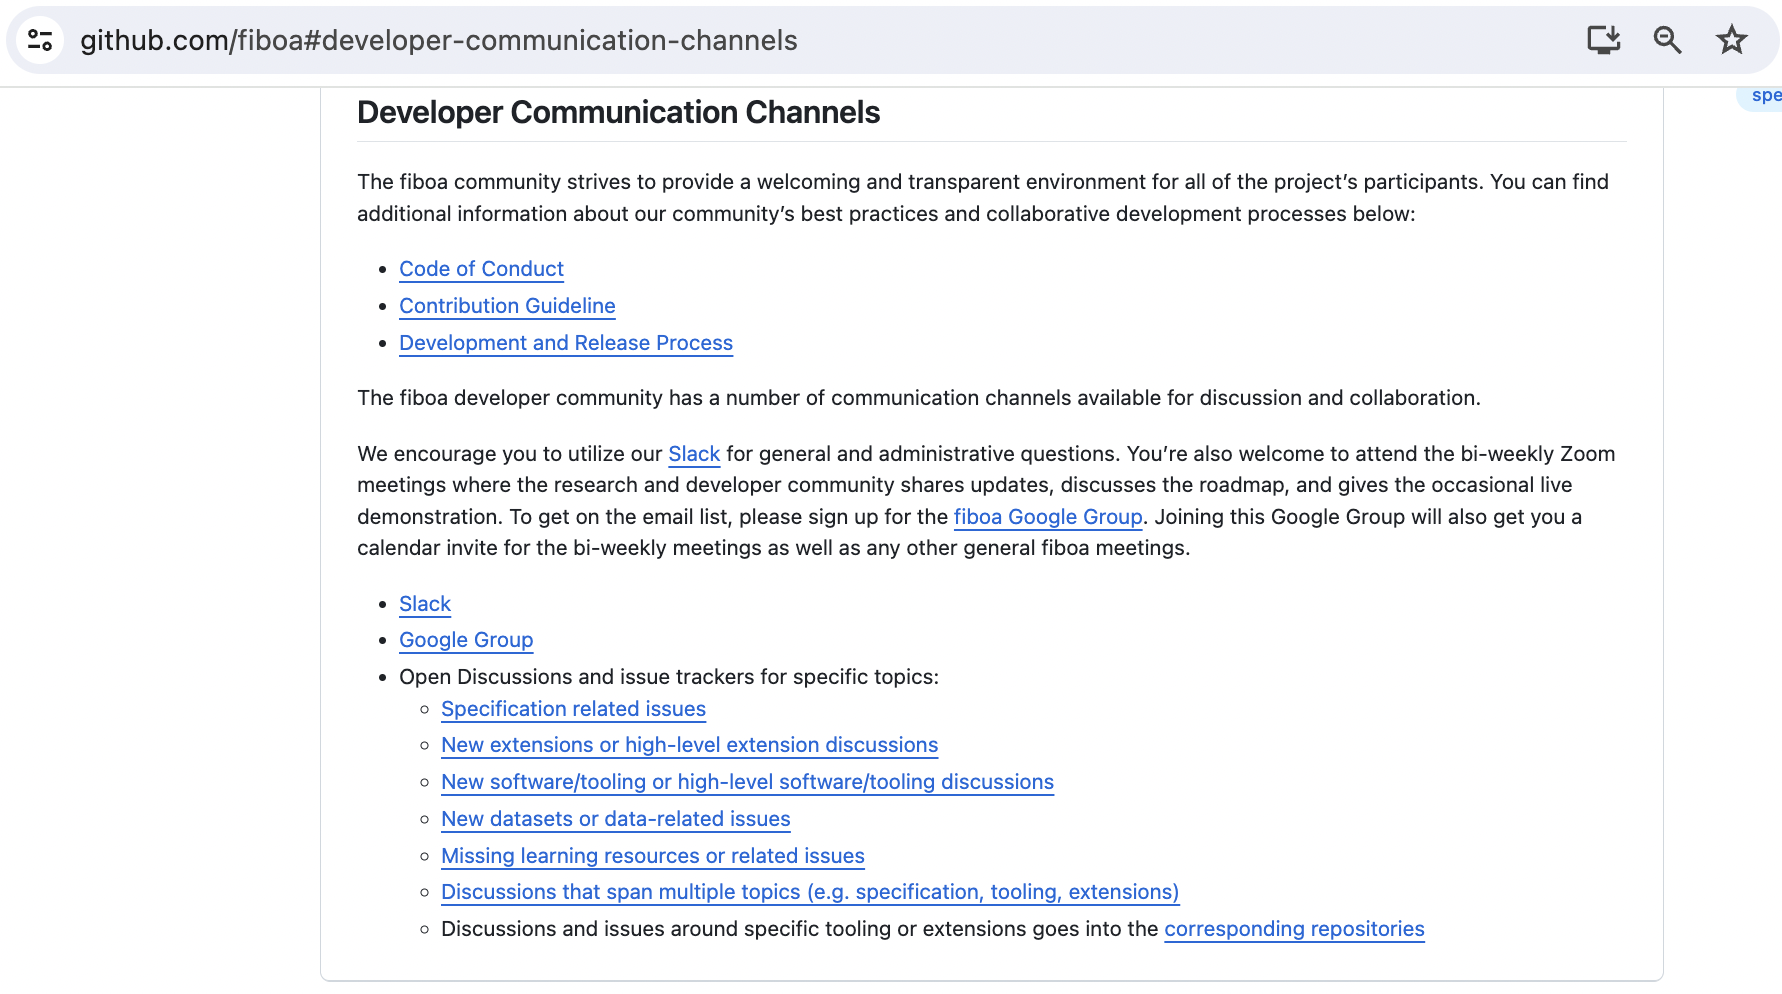 github.com/fiboa#developer-communication-channels
spe
Developer Communication Channels
The fiboa community strives to provide a welcoming and transparent environment for all of the project’s participants. You can find
additional information about our community’s best practices and collaborative development processes below:
Code of Conduct
Contribution Guideline
Development and Release Process
The fiboa developer community has a number of communication channels available for discussion and collaboration.
We encourage you to utilize our Slack for general and administrative questions. You’re also welcome to attend the bi-weekly Zoom
meetings where the research and developer community shares updates, discusses the roadmap, and gives the occasional live
demonstration. To get on the email list, please sign up for the fiboa Google Group. Joining this Google Group will also get you a
calendar invite for the bi-weekly meetings as well as any other general fiboa meetings.
Slack
Google Group
Open Discussions and issue trackers for specific topics:
Specification related issues
New extensions or high-level extension discussions
New software/tooling or high-level software/tooling discussions
New datasets or data-related issues
Missing learning resources or related issues
Discussions that span multiple topics (e.g. specification, tooling, extensions)
Discussions and issues around specific tooling or extensions goes into the corresponding repositories